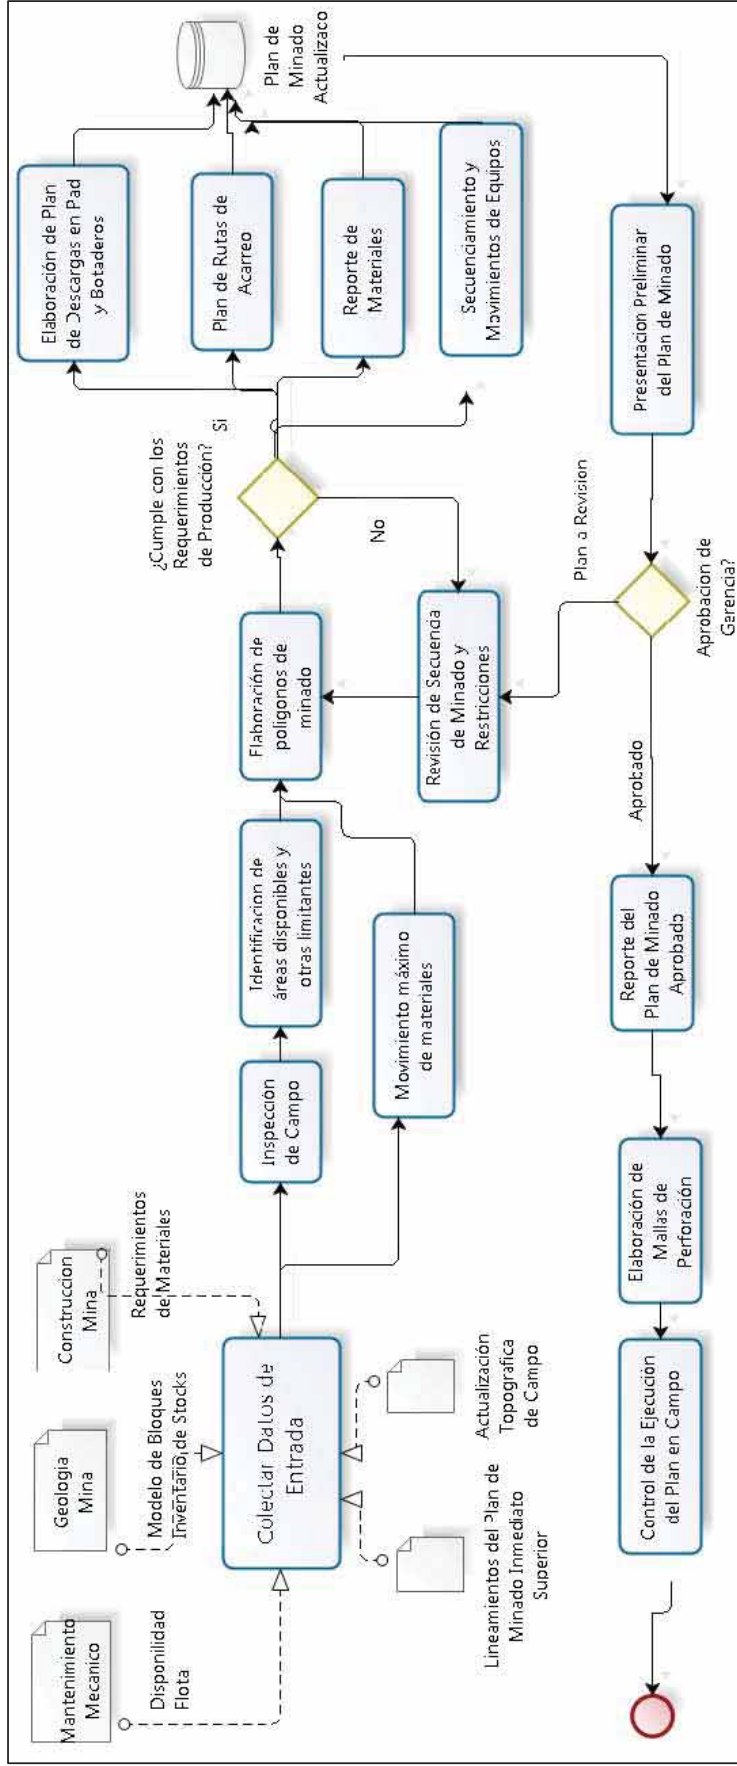 Mantenimiento
Mecanico
Disponilidad
Flota
Geologia
Mina
Modelo de Bloques
Inventario de Stocks
Construccion
Mina
Requerimientos
de Materiales
Colectar Datos de
Entrada
Lineamientos del Plan de
Minado Inmediato
Superior
Actualización
Topografica
de Campo
Inspección
de Campo
Identificacion de
áreas disponibles y
otras limitantes
Movimiento máximo
de materiales
Elaboración de
poligonos de
minado
Revisión de Secuencia
de Minado y
Restricciones
¿Cumple con los
Requerimientos
de Producción?
Si
No
Elaboración de Plan
de Descargas en Pad
y Botaderos
Plan de Rutas de
Acarreo
Reporte de
Materiales
Secuenciamiento y
Movimientos de Equipos
Plan de
Minado
Actualizaco
Presentacion Preliminar
del Plan de Minado
Plan a Revision
Aprobacion de
Gerencia?
Aprobado
Reporte del
Plan de Minado
Aprobado
Elaboración de
Mallas de
Perforación
Control de la Ejecución
del Plan en Campo